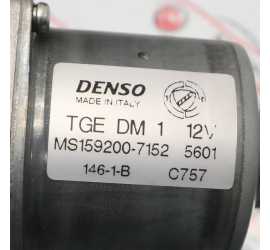 DENSO
MADE IN ITALY
TGE DM 1 12V
MS159200-7152 5601
146-1-B C757